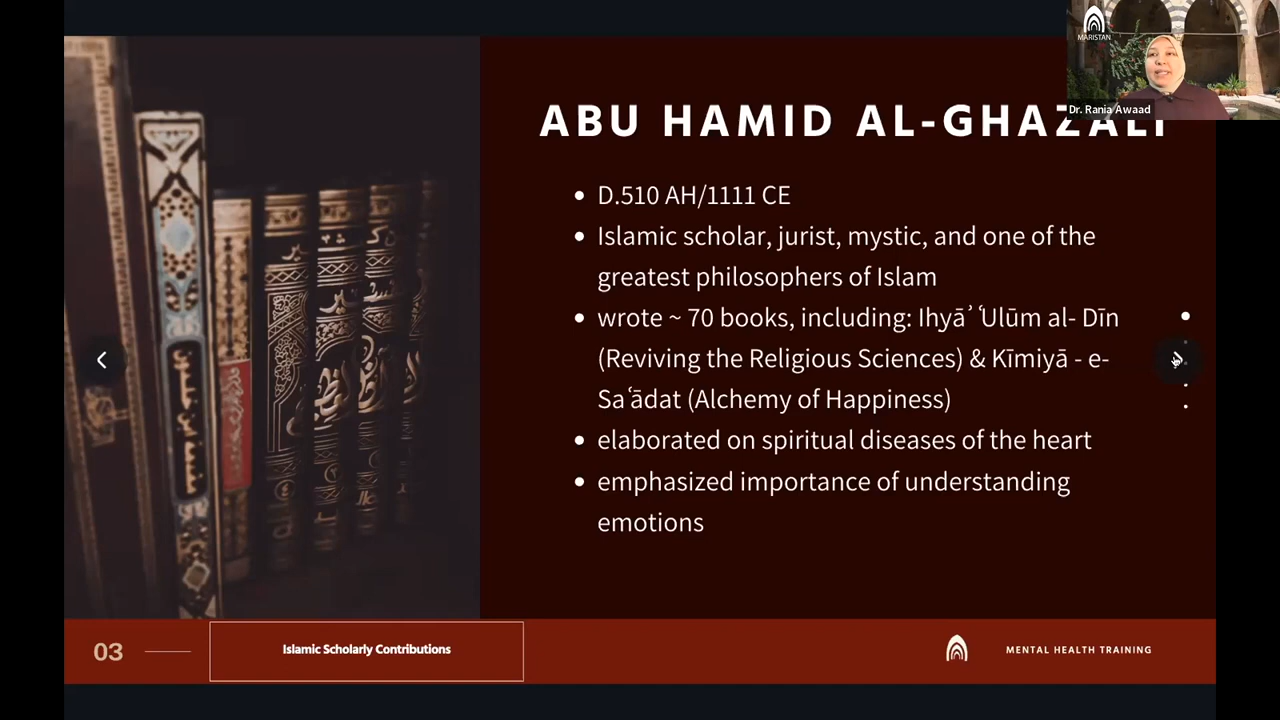 MARISTAN
Dr. Rania Awaad
ABU HAMID AL-GHAZALI
D.510 AH/1111 CE
Islamic scholar, jurist, mystic, and one of the
greatest philosophers of Islam
wrote ~ 70 books, including: Ihyāʾ ʿUlūm al- Dīn
(Reviving the Religious Sciences) & Kīmiyā - e-
Saʿādat (Alchemy of Happiness)
elaborated on spiritual diseases of the heart
emphasized importance of understanding
emotions
03
Islamic Scholarly Contributions
MENTAL HEALTH TRAINING